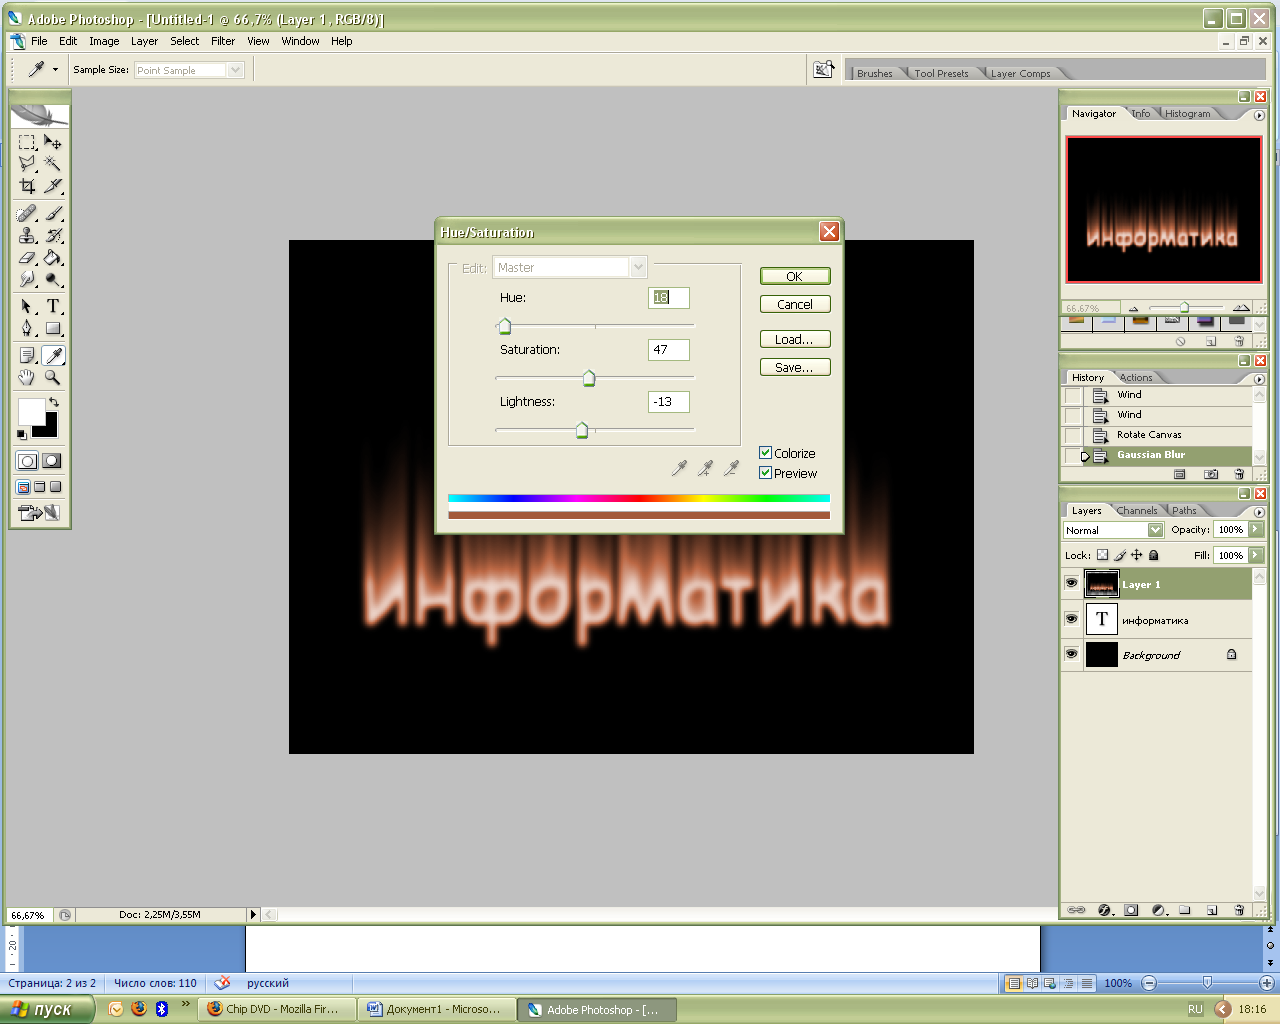 Adobe Photoshop - [Untitled-1 @ 66,7% (Layer 1, RGB/8)]
File Edit Image Layer Select Filter View Window Help
Sample Size: Point Sample
Brushes Tool Presets Layer Comps
Navigator Info Histogram
информатика
66.67%
Hue/Saturation
Edit: Master
Hue: 18
Saturation: 47
Lightness: -13
OK
Cancel
Load...
Save...
Colorize
Preview
информатика
History Actions
Wind
Wind
Rotate Canvas
Gaussian Blur
Layers Channels Paths
Normal Opacity: 100%
Lock: Fill: 100%
Layer 1
T информатика
Background
66,67% Doc: 2,25M/3,55M
20
Страница: 2 из 2 Число слов: 110 русский 100%
пуск Chip DVD - Mozilla Fir... Документ1 - Microso... Adobe Photoshop - [... RU 18:16